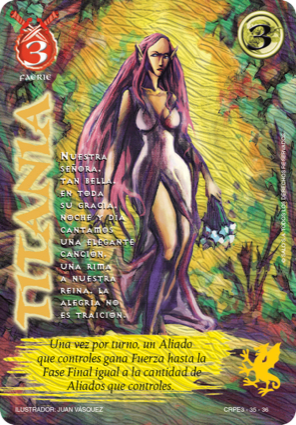 3
3
FAERIE
TITANIA
NUESTRA
SEÑORA,
TAN BELLA,
EN TODA
SU GRACIA.
NOCHE Y DÍA
CANTAMOS
UNA ELEGANTE
CANCIÓN,
UNA RIMA
A NUESTRA
REINA. LA
ALEGRÍA NO
ES TRAICIÓN.
Una vez por turno, un Aliado
que controles gana Fuerza hasta la
Fase Final igual a la cantidad de
Aliados que controles.
ILUSTRADOR: JUAN VASQUEZ
35 - 36